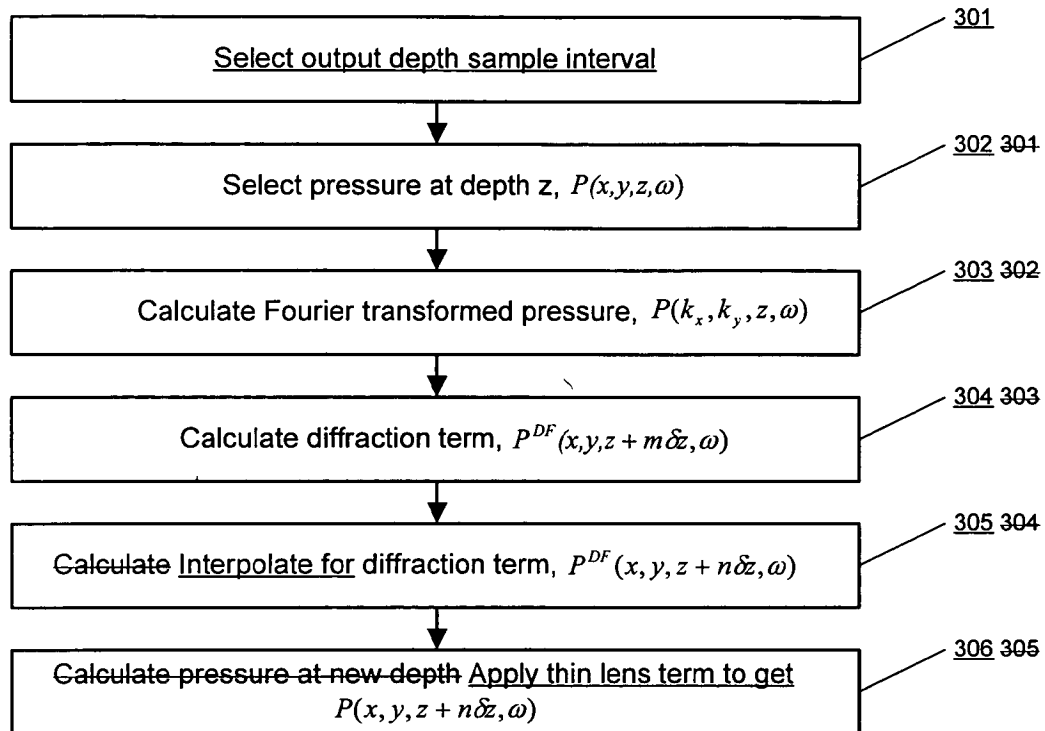 Select output depth sample interval 301
Select pressure at depth z, P(x,y,z,ω) 302 301
Calculate Fourier transformed pressure, P(kₓ,k_y,z,ω) 303 302
Calculate diffraction term, P^{DF}(x,y,z + mδz,ω) 304 303
Calculate Interpolate for diffraction term, P^{DF}(x,y,z + nδz,ω) 305 304
Calculate pressure at new depth Apply thin lens term to get 306 305
P(x,y,z + nδz,ω)